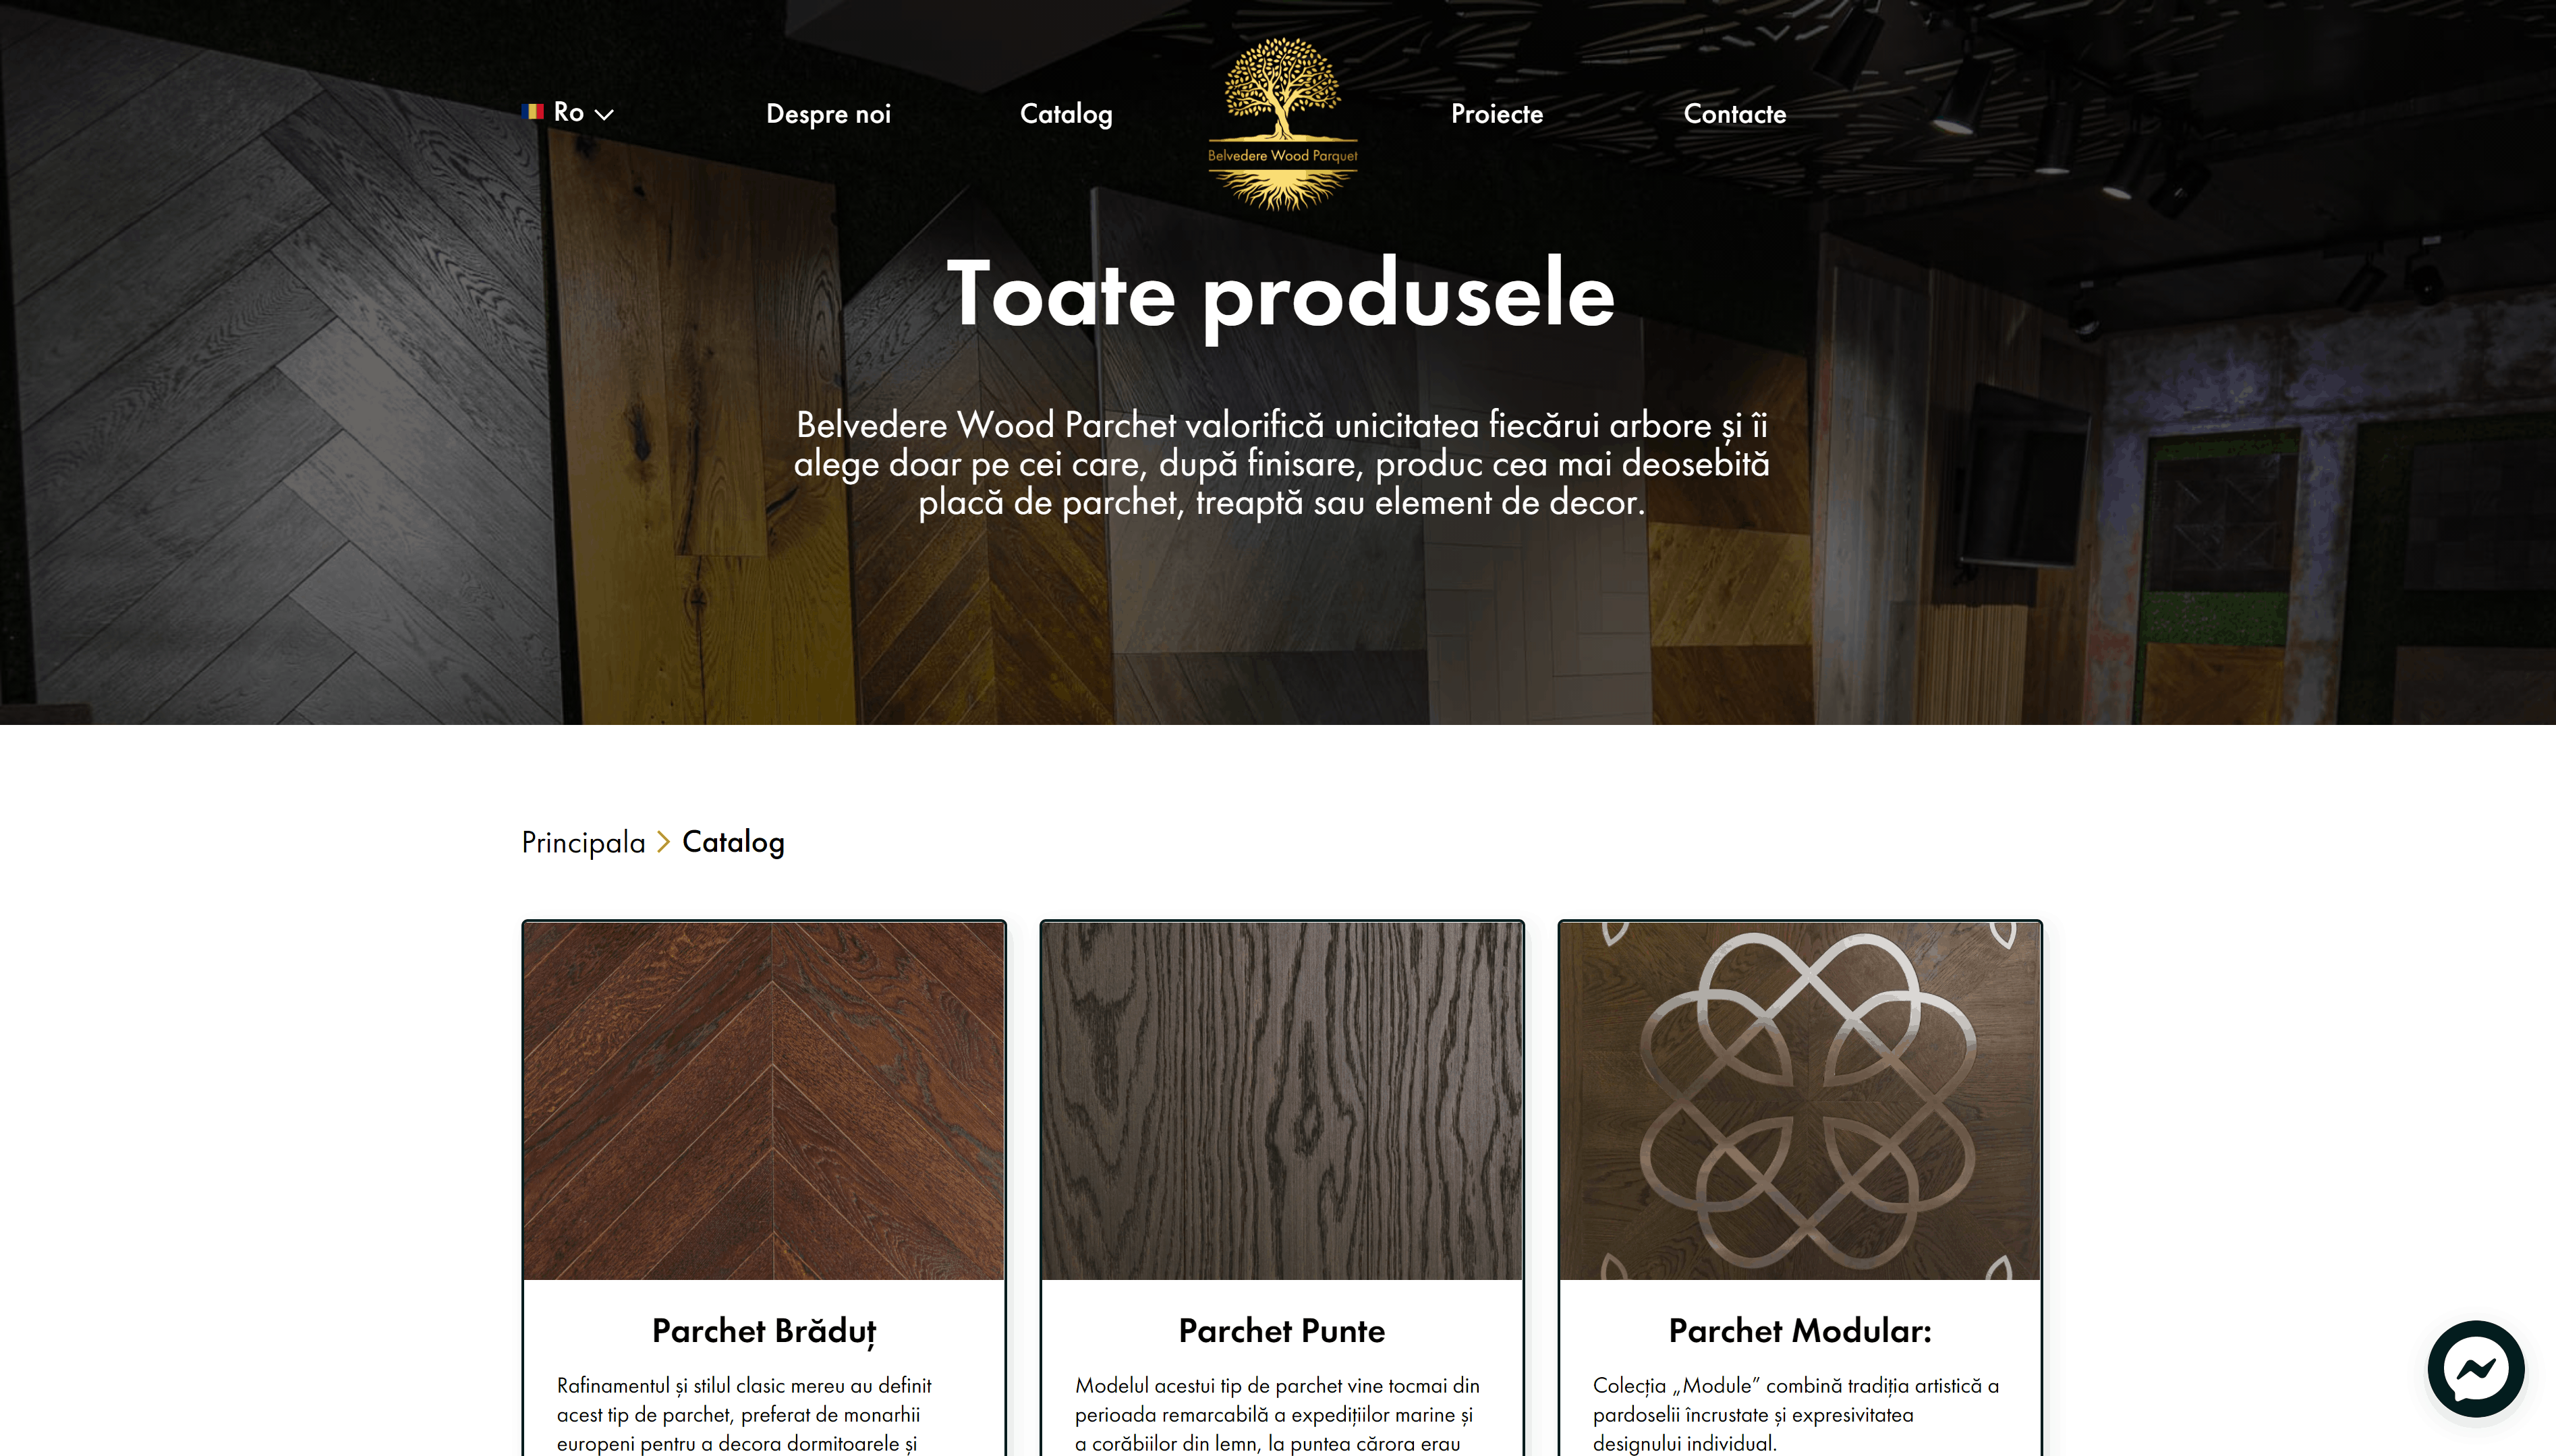 Ro
Despre noi
Catalog
Belvedere Wood Parquet
Proiecte
Contacte
Toate produsele
Belvedere Wood Parchet valorifică unicitatea fiecărui arbore și îi
alege doar pe cei care, după finisare, produc cea mai deosebită
placă de parchet, treaptă sau element de decor.
Principala > Catalog
Parchet Brăduț
Rafinamentul și stilul clasic mereu au definit
acest tip de parchet, preferat de monarhii
europeni pentru a decora dormitoarele și
Parchet Punte
Modelul acestui tip de parchet vine tocmai din
perioada remarcabilă a expedițiilor marine și
a corăbiilor din lemn, la puntea cărora erau
Parchet Modular:
Colecția „Module” combină tradiția artistică a
pardoselii încrustate și expresivitatea
designului individual.